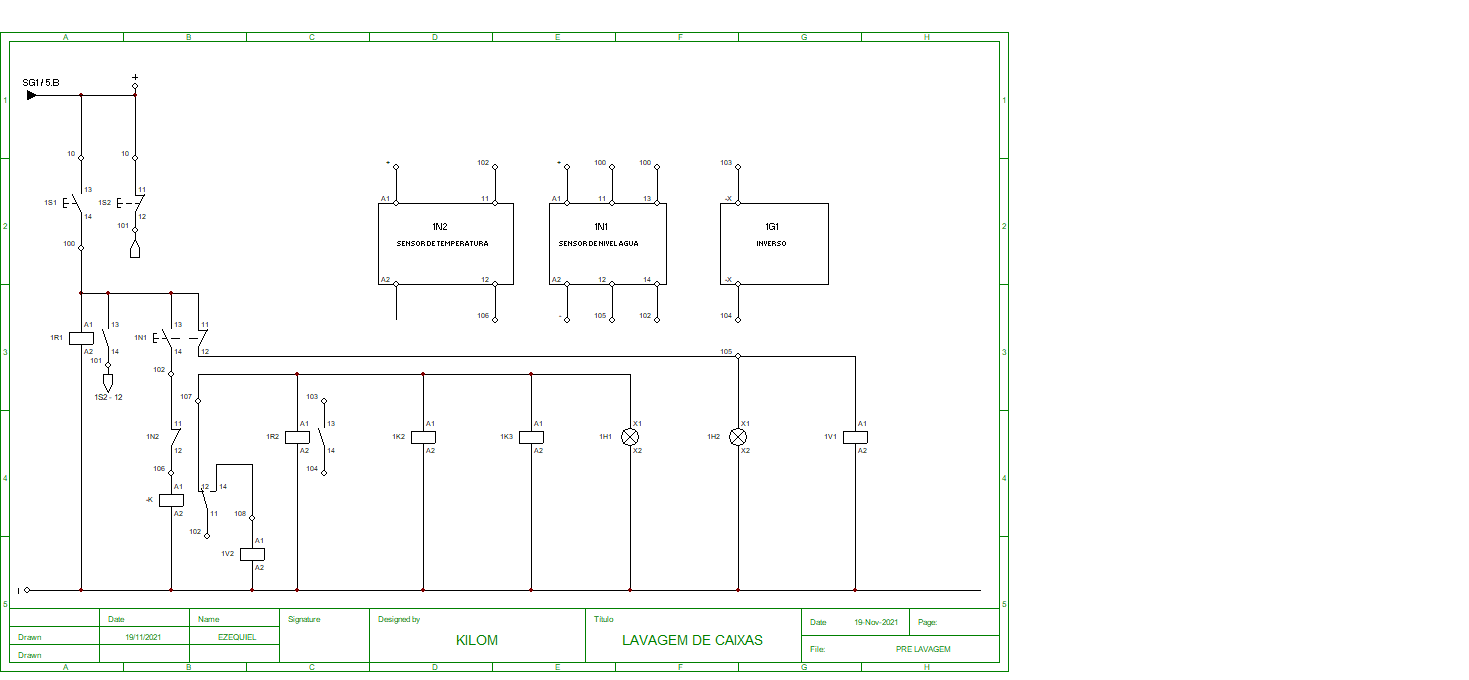 A B C D E F G H
SG1 / 5.B
+
1 1
10 10
+ 102 + 100 100 103
13 11
1S1 1S2
14 12
A1 11 A1 11 13 -X
101
2 1N2 1N1 1G1 2
100
SENSOR DE TEMPERATURA SENSOR DE NIVEL AGUA INVERSO
A2 12 A2 12 14 -X
106 - 105 102 104
A1 13 13 11
1R1 1N1
A2 14 14 12 105
3 3
101
102
1S2 - 12
107 103
11 A1 13 A1 A1 X1 X1 A1
1N2 1R2 1K2 1K3 1H1 1H2 1V1
12 A2 14 A2 A2 X2 X2 A2
106 104
4 4
A1 12 14
-K
A2 11 108
102
A1
1V2
A2
5 5
Date Name Signature Designed by Título Date 19-Nov-2021 Page:
Drawn 19/11/2021 EZEQUIEL KILOM LAVAGEM DE CAIXAS
Drawn File: PRE LAVAGEM
A B C D E F G H